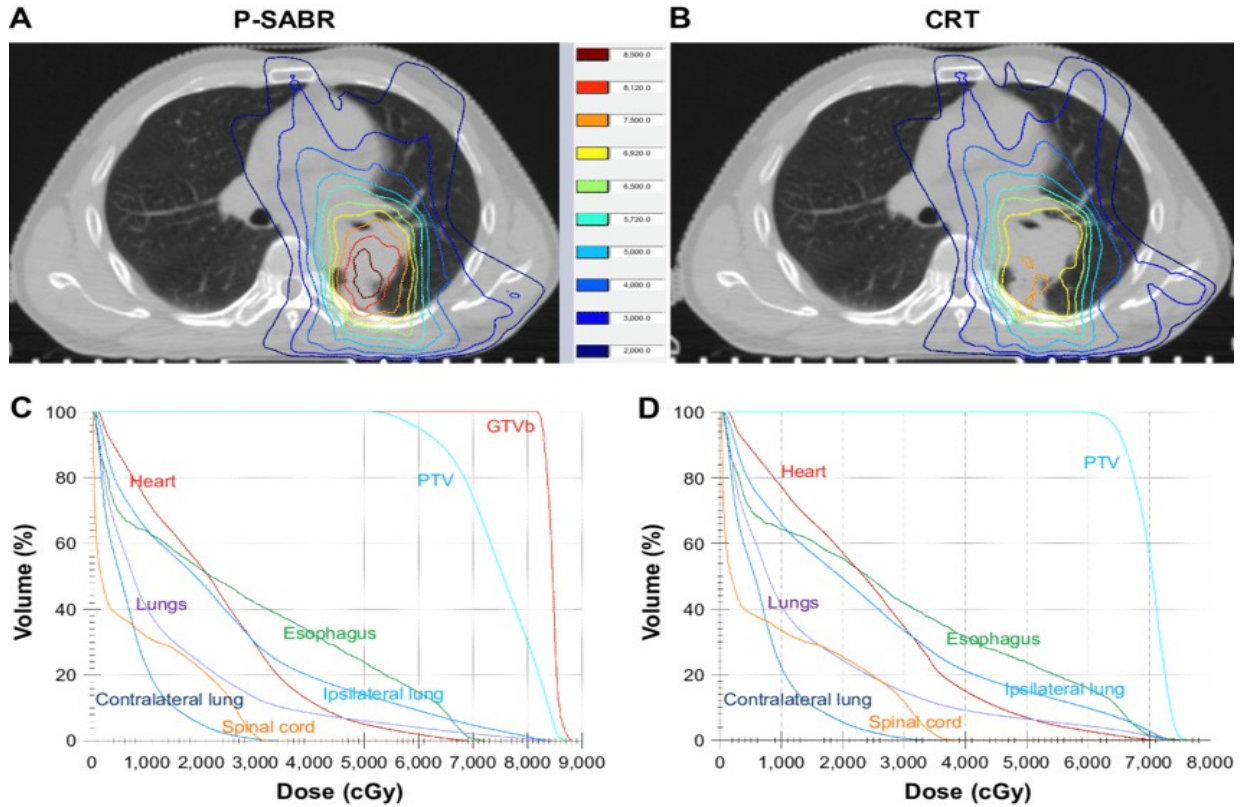 A
P-SABR
B
CRT
8,500.0
8,120.0
7,500.0
6,920.0
6,500.0
5,720.0
5,000.0
4,000.0
3,000.0
2,000.0
C
100
80
60
40
20
0
Volume (%)
GTVb
PTV
Heart
Lungs
Esophagus
Ipsilateral lung
Contralateral lung
Spinal cord
0 1,000 2,000 3,000 4,000 5,000 6,000 7,000 8,000 9,000
Dose (cGy)
D
100
80
60
40
20
0
Volume (%)
PTV
Heart
Lungs
Esophagus
Ipsilateral lung
Contralateral lung
Spinal cord
0 1,000 2,000 3,000 4,000 5,000 6,000 7,000 8,000
Dose (cGy)